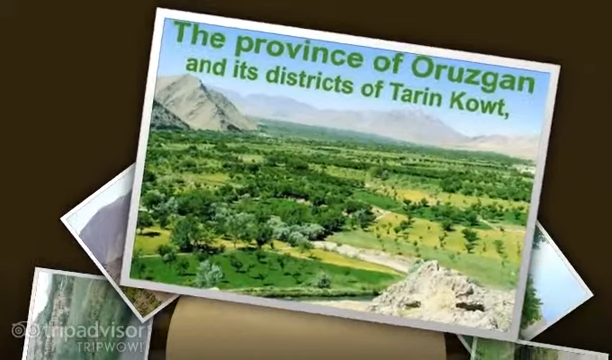 The province of Oruzgan
and its districts of Tarin Kowt,
tripadvisor
TRIPWOW!